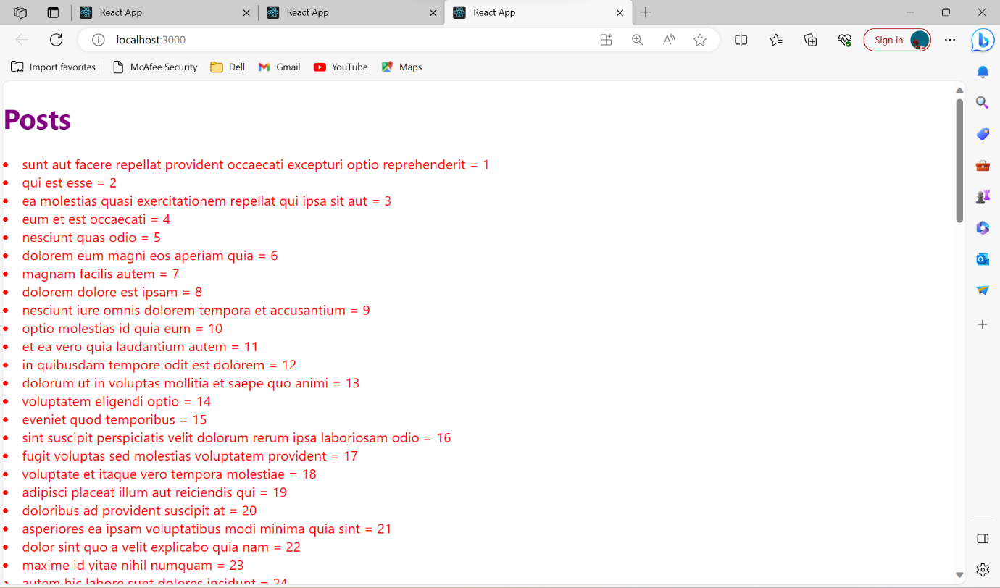 React App
React App
React App
localhost:3000
Sign in
Import favorites
McAfee Security
Dell
Gmail
YouTube
Maps
Posts
sunt aut facere repellat provident occaecati excepturi optio reprehenderit = 1
qui est esse = 2
ea molestias quasi exercitationem repellat qui ipsa sit aut = 3
eum et est occaecati = 4
nesciunt quas odio = 5
dolorem eum magni eos aperiam quia = 6
magnam facilis autem = 7
dolorem dolore est ipsam = 8
nesciunt iure omnis dolorem tempora et accusantium = 9
optio molestias id quia eum = 10
et ea vero quia laudantium autem = 11
in quibusdam tempore odit est dolorem = 12
dolorum ut in voluptas mollitia et saepe quo animi = 13
voluptatem eligendi optio = 14
eveniet quod temporibus = 15
sint suscipit perspiciatis velit dolorum rerum ipsa laboriosam odio = 16
fugit voluptas sed molestias voluptatem provident = 17
voluptate et itaque vero tempora molestiae = 18
adipisci placeat illum aut reiciendis qui = 19
doloribus ad provident suscipit at = 20
asperiores ea ipsam voluptatibus modi minima quia sint = 21
dolor sint quo a velit explicabo quia nam = 22
maxime id vitae nihil numquam = 23
autem hic labore sunt dolores incidunt = 24